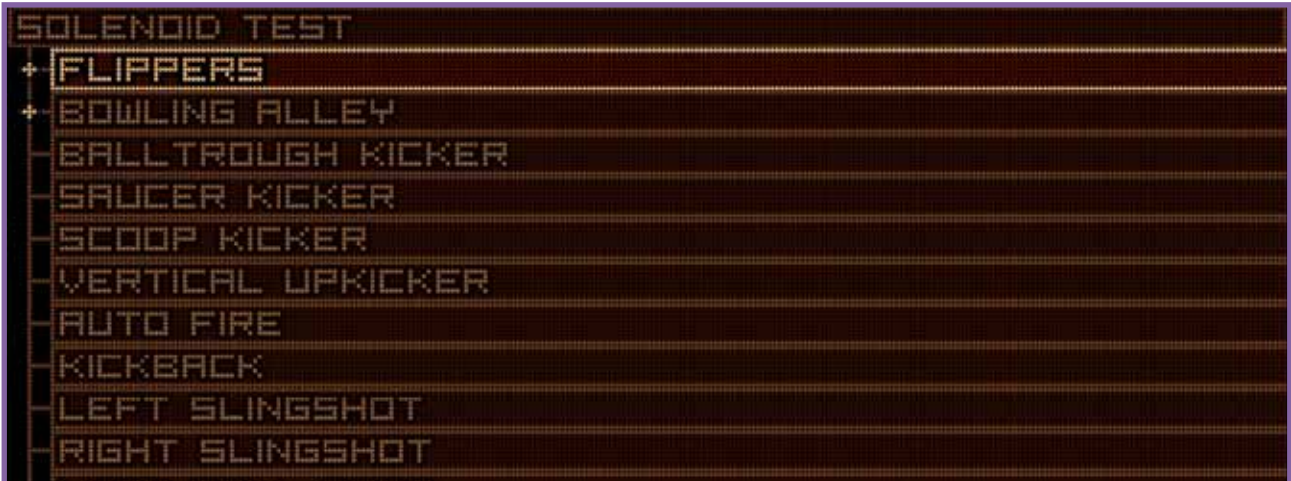 SOLENOID TEST
FLIPPERS
BOWLING ALLEY
BALLTROUGH KICKER
SAUCER KICKER
SCOOP KICKER
VERTICAL UPKICKER
AUTO FIRE
KICKBACK
LEFT SLINGSHOT
RIGHT SLINGSHOT